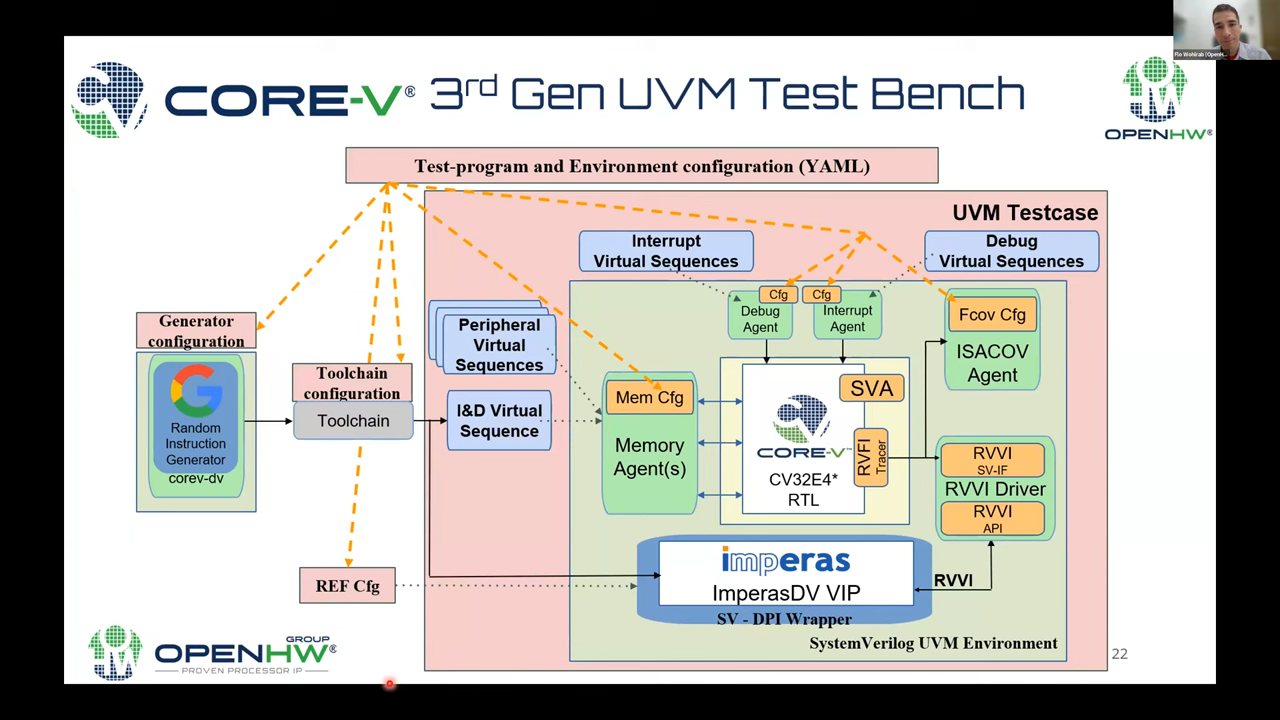 CORE-V® 3rd Gen UVM Test Bench
OPENHW®
Test-program and Environment configuration (YAML)
UVM Testcase
Interrupt
Virtual Sequences
Debug
Virtual Sequences
Cfg
Cfg
Debug
Agent
Interrupt
Agent
Fcov Cfg
ISACOV
Agent
Generator
configuration
Peripheral
Virtual
Sequences
Toolchain
configuration
Toolchain
Random
Instruction
Generator
corev-dv
I&D Virtual
Sequence
Mem Cfg
Memory
Agent(s)
SVA
CORE-V™
CV32E4*
RTL
RVFI
Tracer
RVVI
SV-IF
RVVI Driver
RVVI
API
imperas
ImperasDV VIP
SV - DPI Wrapper
RVVI
REF Cfg
SystemVerilog UVM Environment
OPENHW®
GROUP
PROVEN PROCESSOR IP
22